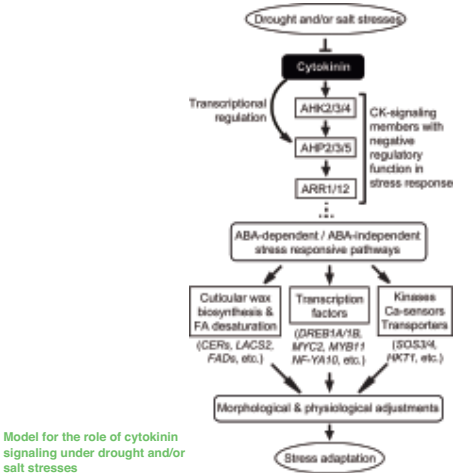 Drought and/or salt stresses
Cytokinin
Transcriptional
regulation
AHK2/3/4
AHP2/3/5
ARR1/12
CK-signaling
members with
negative
regulatory
function in
stress response
ABA-dependent / ABA-independent
stress responsive pathways
Cuticular wax
biosynthesis &
FA desaturation
(CERs, LACS2,
FADs, etc.)
Transcription
factors
(DREB1A/1B,
MYC2, MYB11
NF-YA10, etc.)
Kinases
Ca-sensors
Transporters
(SOS3/4,
HKT1, etc.)
Morphological & physiological adjustments
Stress adaptation
Model for the role of cytokinin
signaling under drought and/or
salt stresses